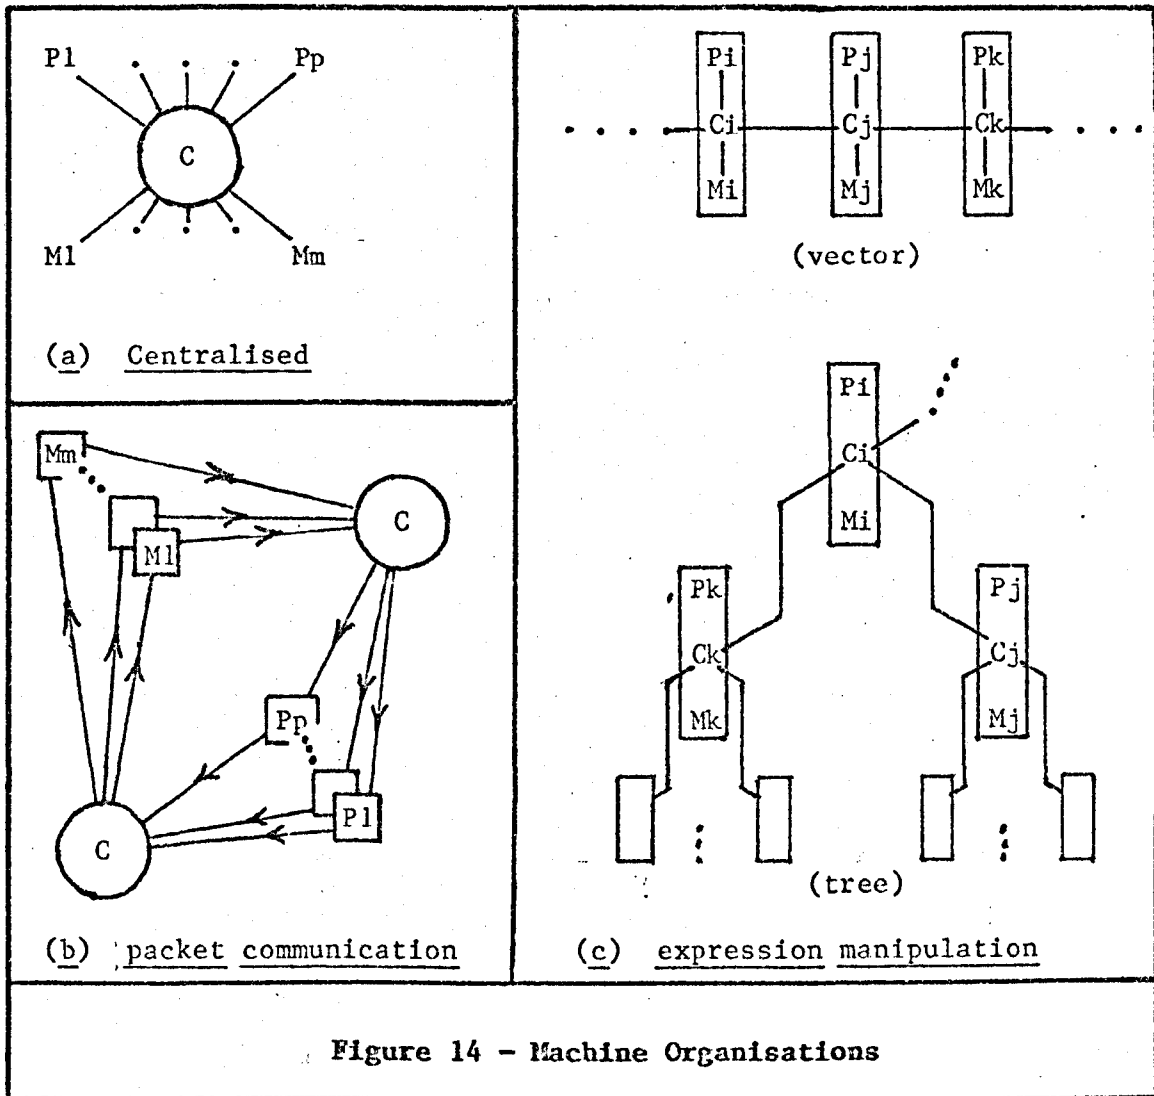 P1 Pp
C
M1 Mm
(a) Centralised
Mm
M1
C
Pp
P1
C
(b) packet communication
Pi Pj Pk
Ci Cj Ck
Mi Mj Mk
(vector)
Pi
Ci
Mi
Pk Pj
Ck Cj
Mk Mj
(tree)
(c) expression manipulation
Figure 14 - Machine Organisations